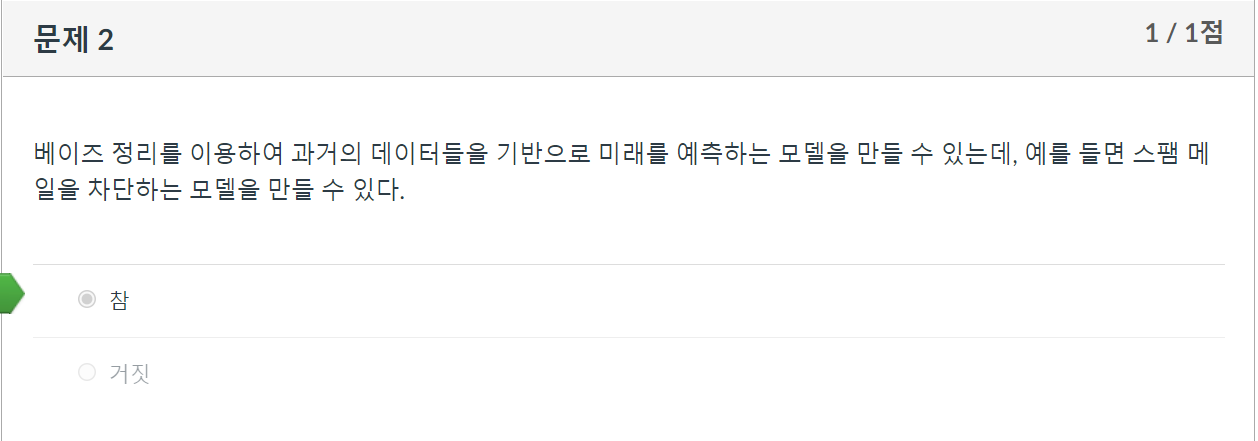 문제 2
1 / 1점
베이즈 정리를 이용하여 과거의 데이터들을 기반으로 미래를 예측하는 모델을 만들 수 있는데, 예를 들면 스팸 메
일을 차단하는 모델을 만들 수 있다.
참
거짓